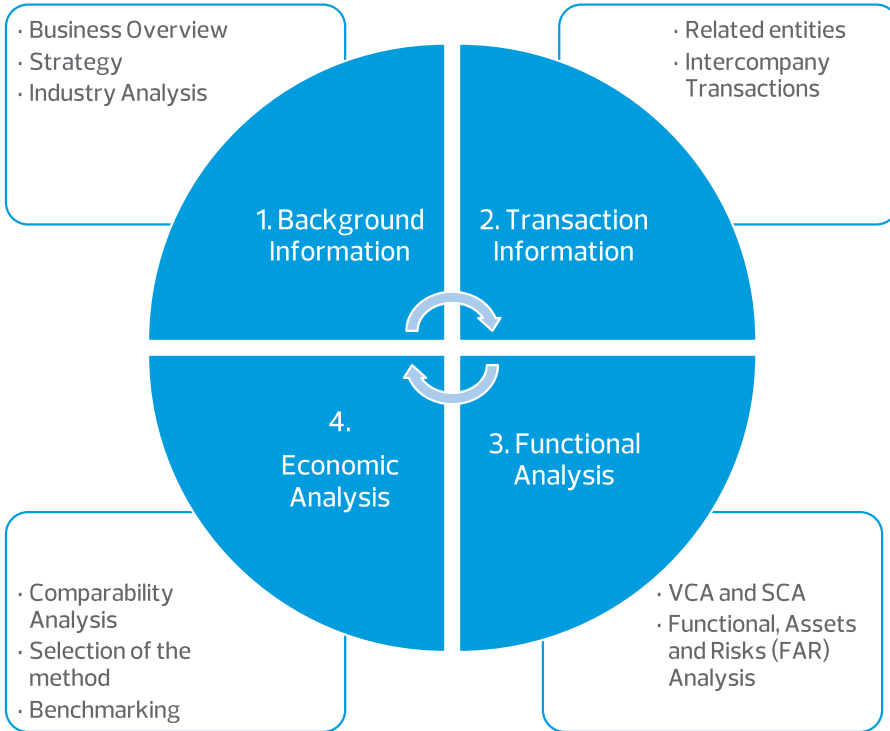 · Business Overview
· Strategy
· Industry Analysis
· Related entities
· Intercompany
Transactions
1. Background
Information
2. Transaction
Information
4.
Economic
Analysis
3. Functional
Analysis
· Comparability
Analysis
· Selection of the
method
· Benchmarking
· VCA and SCA
· Functional, Assets
and Risks (FAR)
Analysis